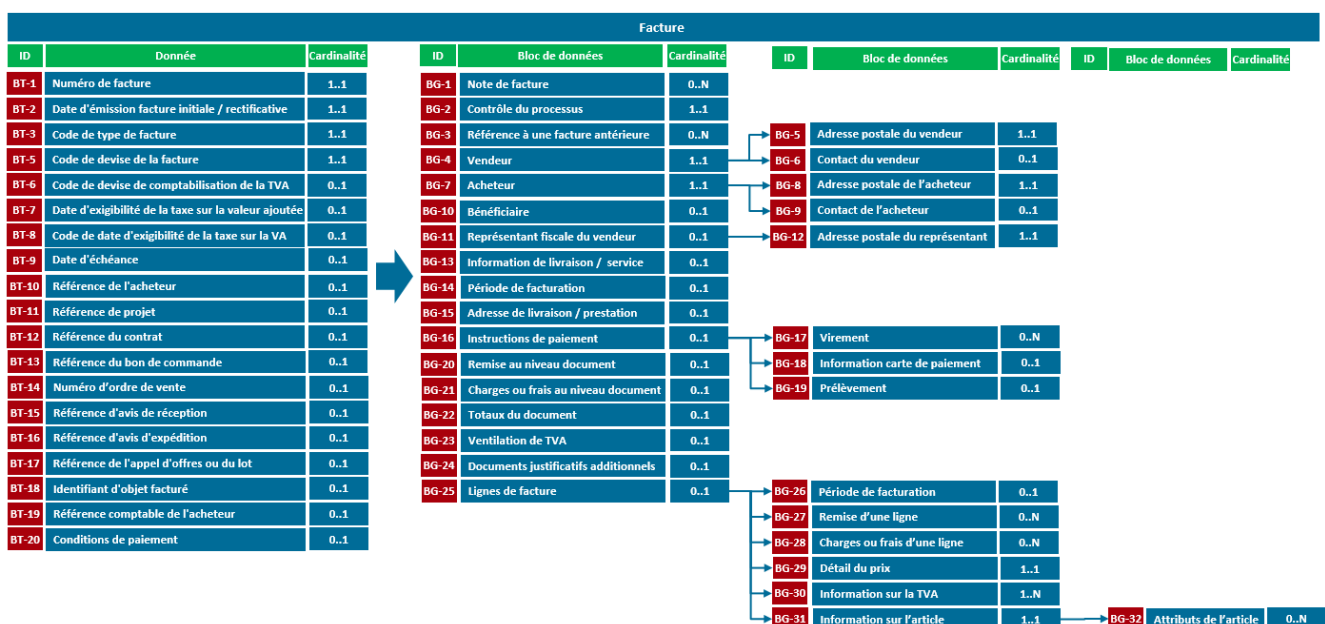 Facture
ID Donnée Cardinalité
BT-1 Numéro de facture 1..1
BT-2 Date d'émission facture initiale / rectificative 1..1
BT-3 Code de type de facture 1..1
BT-5 Code de devise de la facture 1..1
BT-6 Code de devise de comptabilisation de la TVA 0..1
BT-7 Date d'exigibilité de la taxe sur la valeur ajoutée 0..1
BT-8 Code de date d'exigibilité de la taxe sur la VA 0..1
BT-9 Date d'échéance 0..1
BT-10 Référence de l'acheteur 0..1
BT-11 Référence de projet 0..1
BT-12 Référence du contrat 0..1
BT-13 Référence du bon de commande 0..1
BT-14 Numéro d'ordre de vente 0..1
BT-15 Référence d'avis de réception 0..1
BT-16 Référence d'avis d'expédition 0..1
BT-17 Référence de l'appel d'offres ou du lot 0..1
BT-18 Identifiant d'objet facturé 0..1
BT-19 Référence comptable de l'acheteur 0..1
BT-20 Conditions de paiement 0..1
ID Bloc de données Cardinalité
BG-1 Note de facture 0..N
BG-2 Contrôle du processus 1..1
BG-3 Référence à une facture antérieure 0..N
BG-4 Vendeur 1..1
BG-7 Acheteur 1..1
BG-10 Bénéficiaire 0..1
BG-11 Représentant fiscale du vendeur 0..1
BG-13 Information de livraison / service 0..1
BG-14 Période de facturation 0..1
BG-15 Adresse de livraison / prestation 0..1
BG-16 Instructions de paiement 0..1
BG-20 Remise au niveau document 0..1
BG-21 Charges ou frais au niveau document 0..1
BG-22 Totaux du document 0..1
BG-23 Ventilation de TVA 0..1
BG-24 Documents justificatifs additionnels 0..1
BG-25 Lignes de facture 0..1
ID Bloc de données Cardinalité
BG-5 Adresse postale du vendeur 1..1
BG-6 Contact du vendeur 0..1
BG-8 Adresse postale de l'acheteur 1..1
BG-9 Contact de l'acheteur 0..1
BG-12 Adresse postale du représentant 1..1
BG-17 Virement 0..N
BG-18 Information carte de paiement 0..1
BG-19 Prélèvement 0..1
BG-26 Période de facturation 0..1
BG-27 Remise d'une ligne 0..N
BG-28 Charges ou frais d'une ligne 0..N
BG-29 Détail du prix 1..1
BG-30 Information sur la TVA 1..N
BG-31 Information sur l'article 1..1
ID Bloc de données Cardinalité
BG-32 Attributs de l'article 0..N